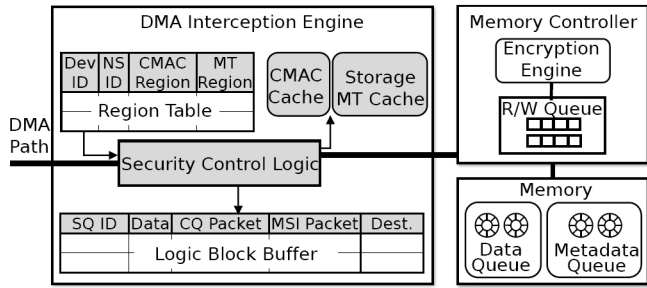 DMA Interception Engine
Dev ID
NS ID
CMAC Region
MT Region
Region Table
CMAC Cache
Storage MT Cache
DMA Path
Security Control Logic
SQ ID
Data
CQ Packet
MSI Packet
Dest.
Logic Block Buffer
Memory Controller
Encryption Engine
R/W Queue
Memory
Data Queue
Metadata Queue